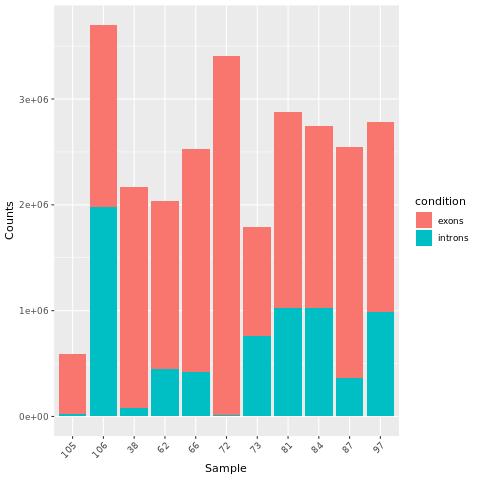 Counts
3e+06
2e+06
1e+06
0e+00
105 106 38 62 66 72 73 81 84 87 97
Sample
condition
exons
introns